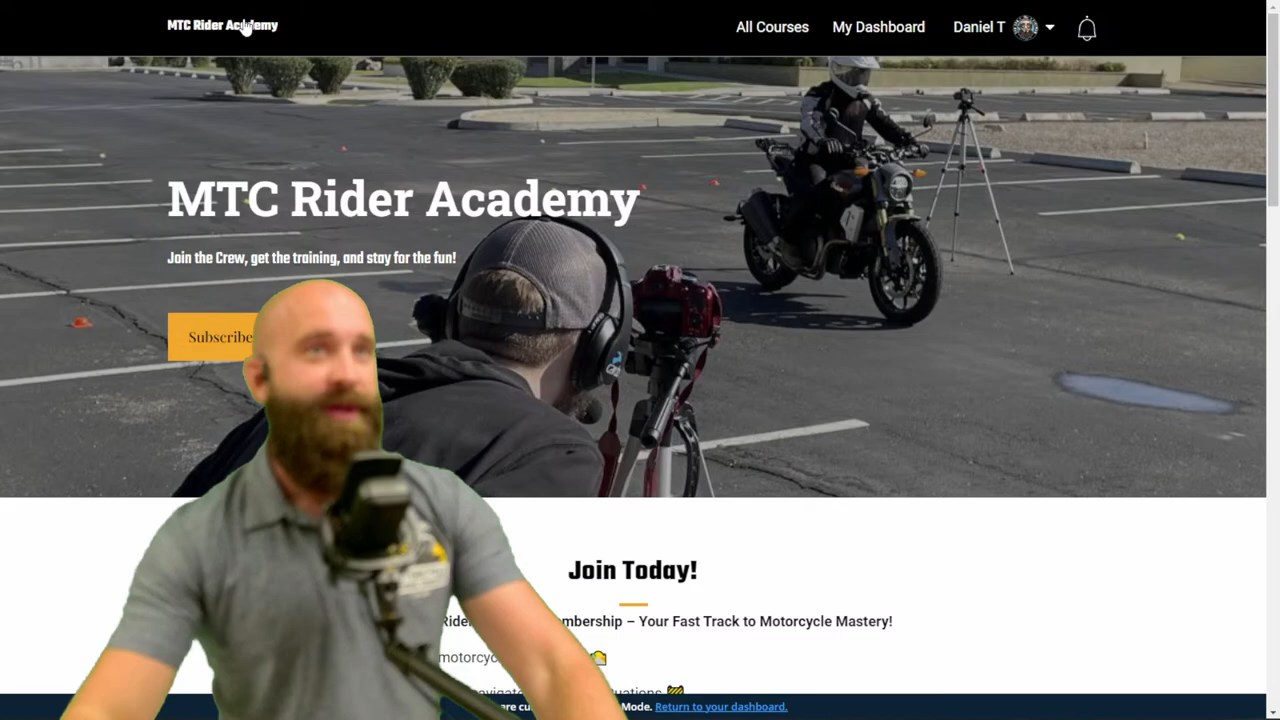 MTC Rider Academy
All Courses
My Dashboard
Daniel T
MTC Rider Academy
Join the Crew, get the training, and stay for the fun!
Subscribe
Join Today!
– Your Fast Track to Motorcycle Mastery!
Mode. Return to your dashboard.